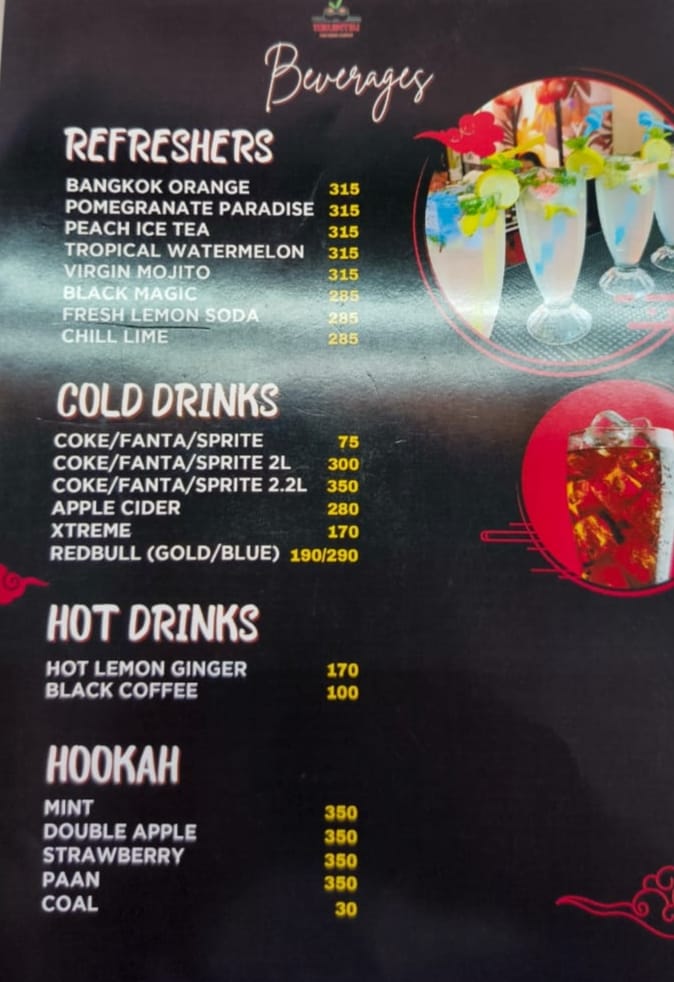 Beverages
REFRESHERS
BANGKOK ORANGE 315
POMEGRANATE PARADISE 315
PEACH ICE TEA 315
TROPICAL WATERMELON 315
VIRGIN MOJITO 315
BLACK MAGIC 285
FRESH LEMON SODA 285
CHILL LIME 285
COLD DRINKS
COKE/FANTA/SPRITE 75
COKE/FANTA/SPRITE 2L 300
COKE/FANTA/SPRITE 2.2L 350
APPLE CIDER 280
XTREME 170
REDBULL (GOLD/BLUE) 190/290
HOT DRINKS
HOT LEMON GINGER 170
BLACK COFFEE 100
HOOKAH
MINT 350
DOUBLE APPLE 350
STRAWBERRY 350
PAAN 350
COAL 30